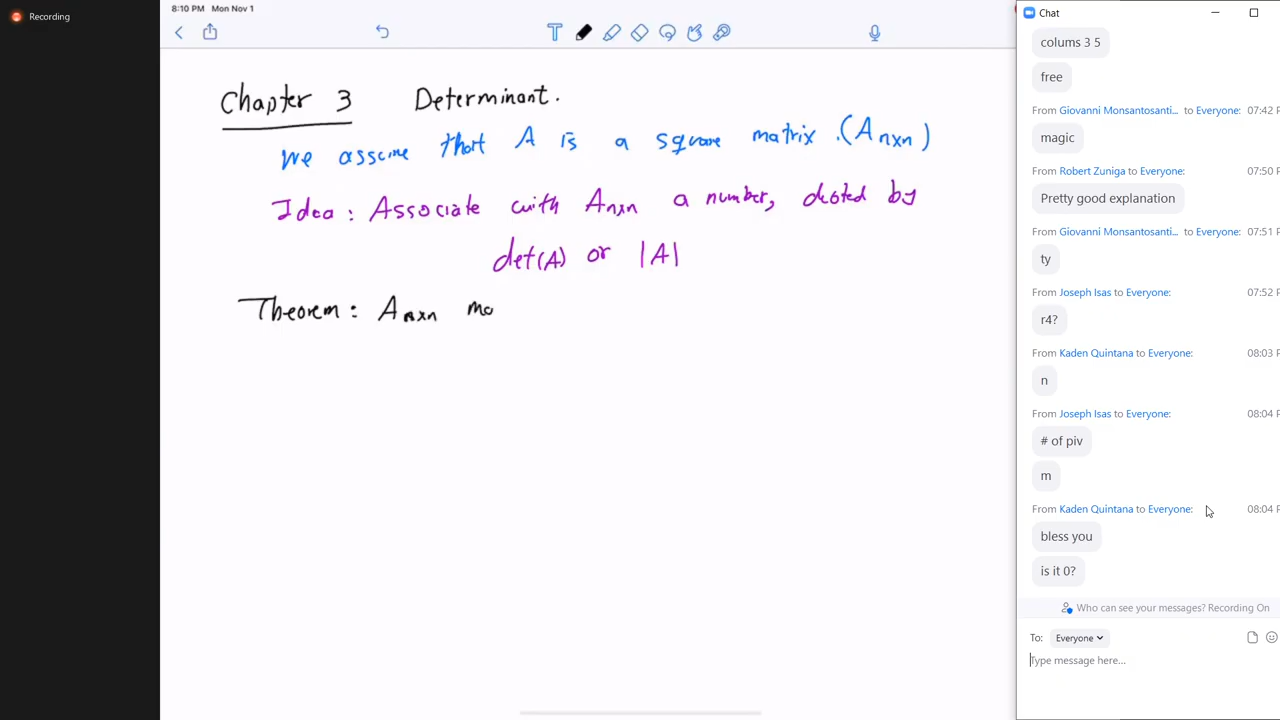 Recording
8:10 PM Mon Nov 1
Chapter 3 Determinant.
We assume that A is a square matrix. (Anxn)
Idea: Associate with Anxn a number, deoted by
det(A) or |A|
Theorem: Anxn ma
Chat
colums 3 5
free
From Giovanni Monsantosanti... to Everyone: 07:42 P
magic
From Robert Zuniga to Everyone: 07:50 P
Pretty good explanation
From Giovanni Monsantosanti... to Everyone: 07:51 P
ty
From Joseph Isas to Everyone: 07:52 P
r4?
From Kaden Quintana to Everyone: 08:03 P
n
From Joseph Isas to Everyone: 08:04 P
# of piv
m
From Kaden Quintana to Everyone: 08:04 P
bless you
is it 0?
Who can see your messages? Recording On
To: Everyone
Type message here...